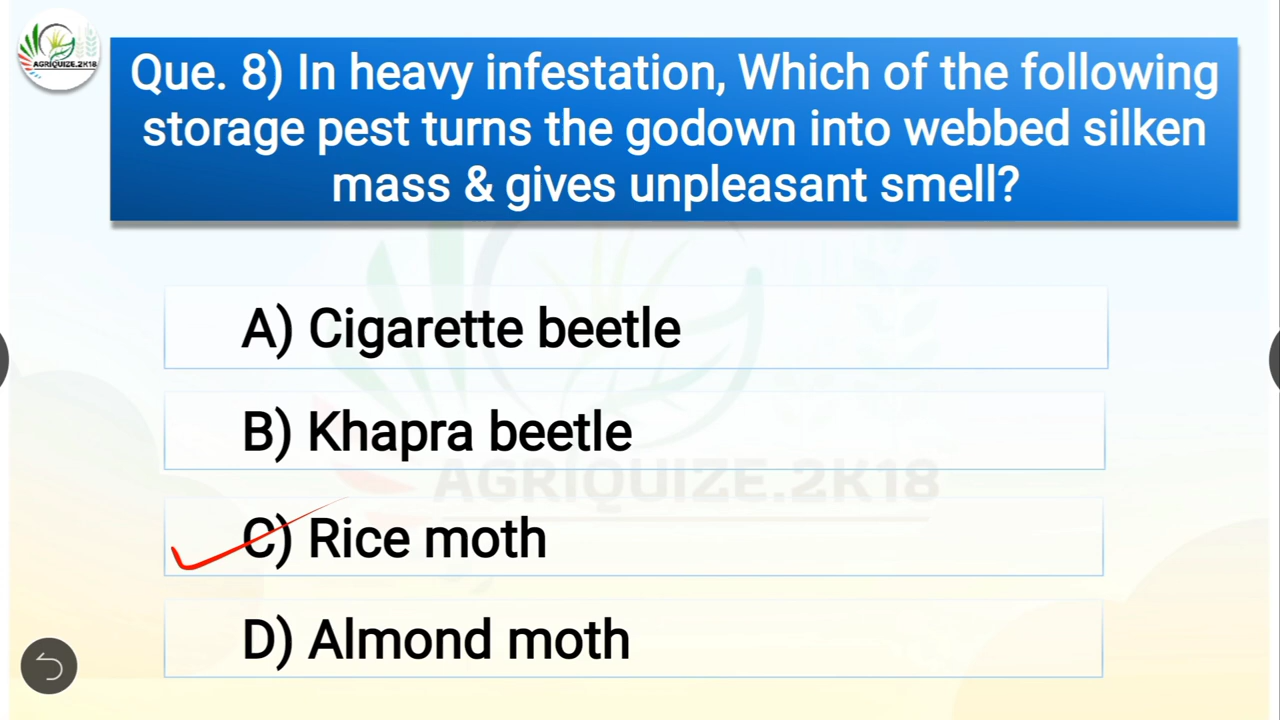 AGRIQUIZE.2K18
Que. 8) In heavy infestation, Which of the following
storage pest turns the godown into webbed silken
mass & gives unpleasant smell?
A) Cigarette beetle
B) Khapra beetle
AGRIQUIZE.2K18
C) Rice moth
D) Almond moth